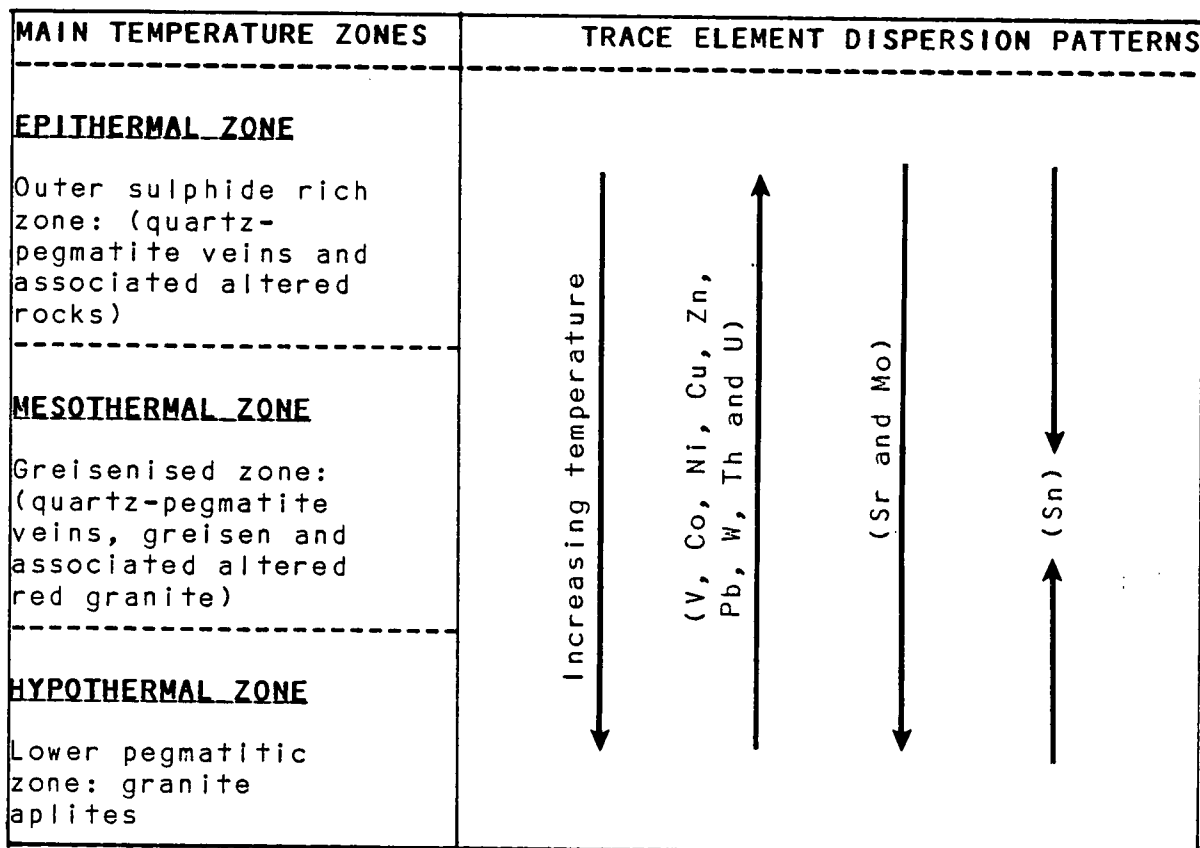 MAIN TEMPERATURE ZONES
TRACE ELEMENT DISPERSION PATTERNS
EPITHERMAL ZONE
Outer sulphide rich
zone: (quartz-
pegmatite veins and
associated altered
rocks)
MESOTHERMAL ZONE
Greisenised zone:
(quartz-pegmatite
veins, greisen and
associated altered
red granite)
HYPOTHERMAL ZONE
Lower pegmatitic
zone: granite
aplites
Increasing temperature
(V, Co, Ni, Cu, Zn,
Pb, W, Th and U)
(Sr and Mo)
(Sn)